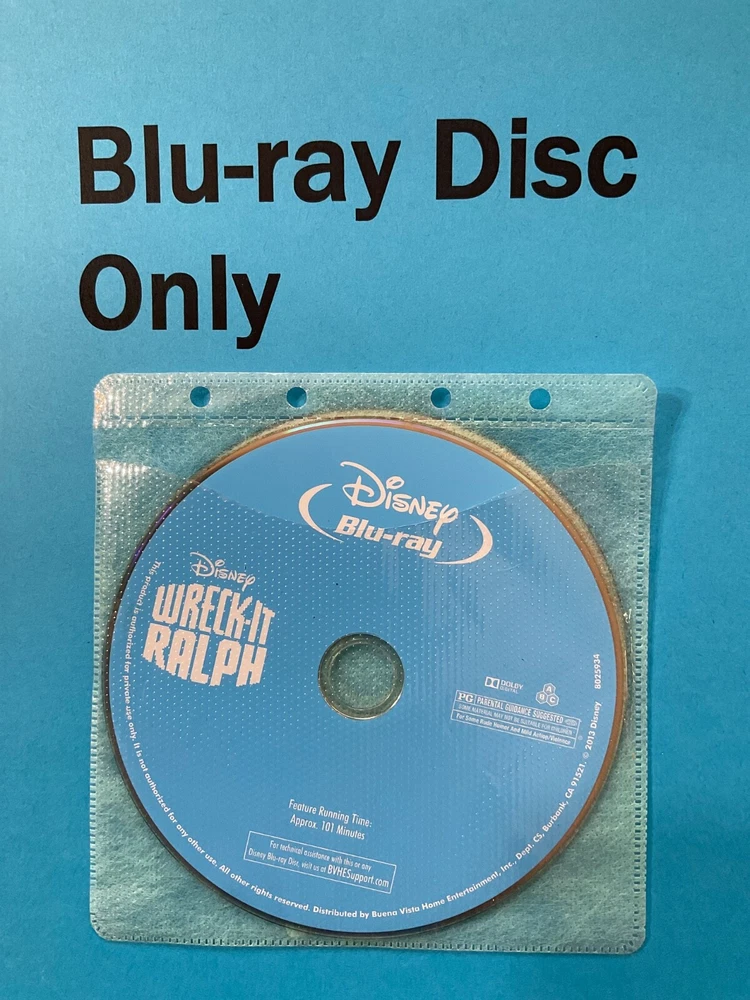 Blu-ray Disc
Only
Disney
Blu-ray
Disney
WRECK-IT
RALPH
DOLBY
DIGITAL
A
B C
PG PARENTAL GUIDANCE SUGGESTED
SOME MATERIAL MAY NOT BE SUITABLE FOR CHILDREN
For Some Rude Humor And Mild Action/Violence
Feature Running Time:
Approx. 101 Minutes
For technical assistance with this or any
Disney Blu-ray Disc, visit us at BVHESupport.com
This product is authorized for private use only. It is not authorized for any other use. All other rights reserved. Distributed by Buena Vista Home Entertainment, Inc., Dept. CS, Burbank, CA 91521. © 2013 Disney 8025934